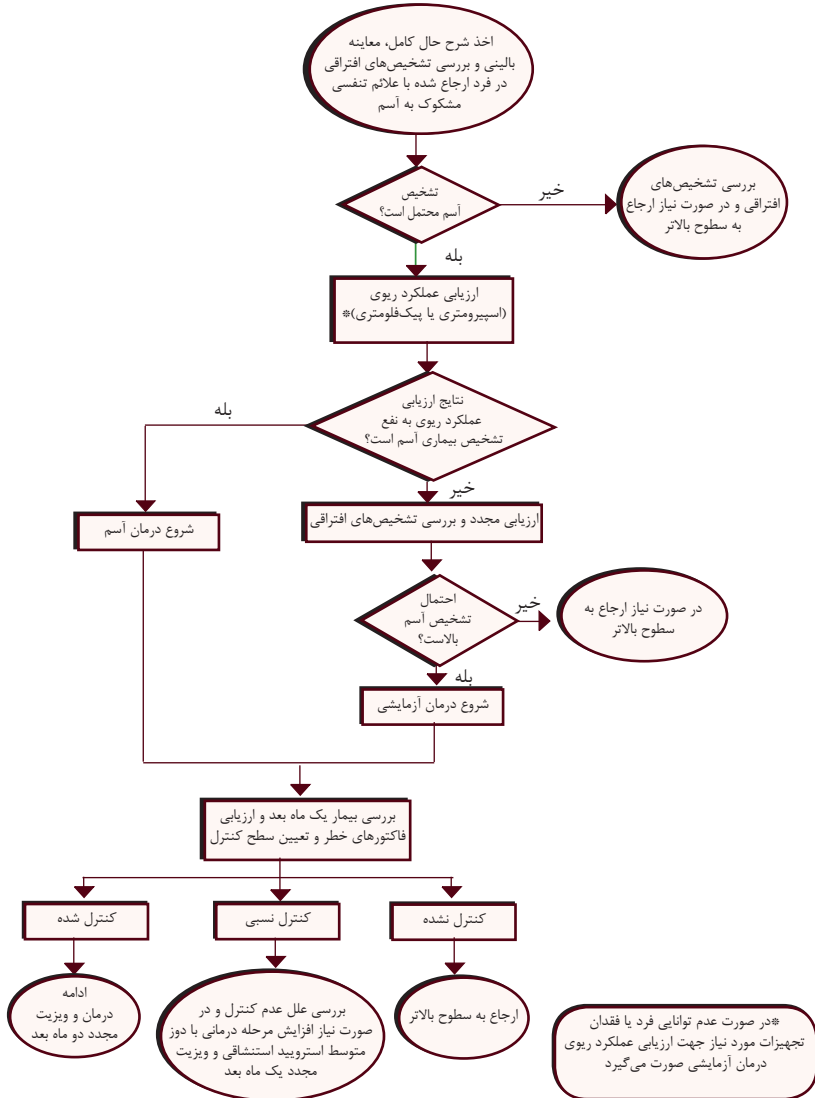 اخذ شرح حال کامل، معاینه
بالینی و بررسی تشخیص‌های افتراقی
در فرد ارجاع شده با علائم تنفسی
مشکوک به آسم
تشخیص
آسم محتمل است؟
خیر
بررسی تشخیص‌های
افتراقی و در صورت نیاز ارجاع
به سطوح بالاتر
بله
ارزیابی عملکرد ریوی
(اسپیرومتری یا پیک‌فلومتری)*
نتایج ارزیابی
عملکرد ریوی به نفع
تشخیص بیماری آسم است؟
بله
خیر
شروع درمان آسم
ارزیابی مجدد و بررسی تشخیص‌های افتراقی
احتمال
تشخیص آسم
بالاست؟
خیر
در صورت نیاز ارجاع به
سطوح بالاتر
بله
شروع درمان آزمایشی
بررسی بیمار یک ماه بعد و ارزیابی
فاکتورهای خطر و تعیین سطح کنترل
کنترل نشده
کنترل نسبی
کنترل شده
ارجاع به سطوح بالاتر
بررسی علل عدم کنترل و در
صورت نیاز افزایش مرحله درمانی با دوز
متوسط استرویید استنشاقی و ویزیت
مجدد یک ماه بعد
ادامه
درمان و ویزیت
مجدد دو ماه بعد
*در صورت عدم توانایی فرد یا فقدان
تجهیزات مورد نیاز جهت ارزیابی عملکرد ریوی
درمان آزمایشی صورت می‌گیرد